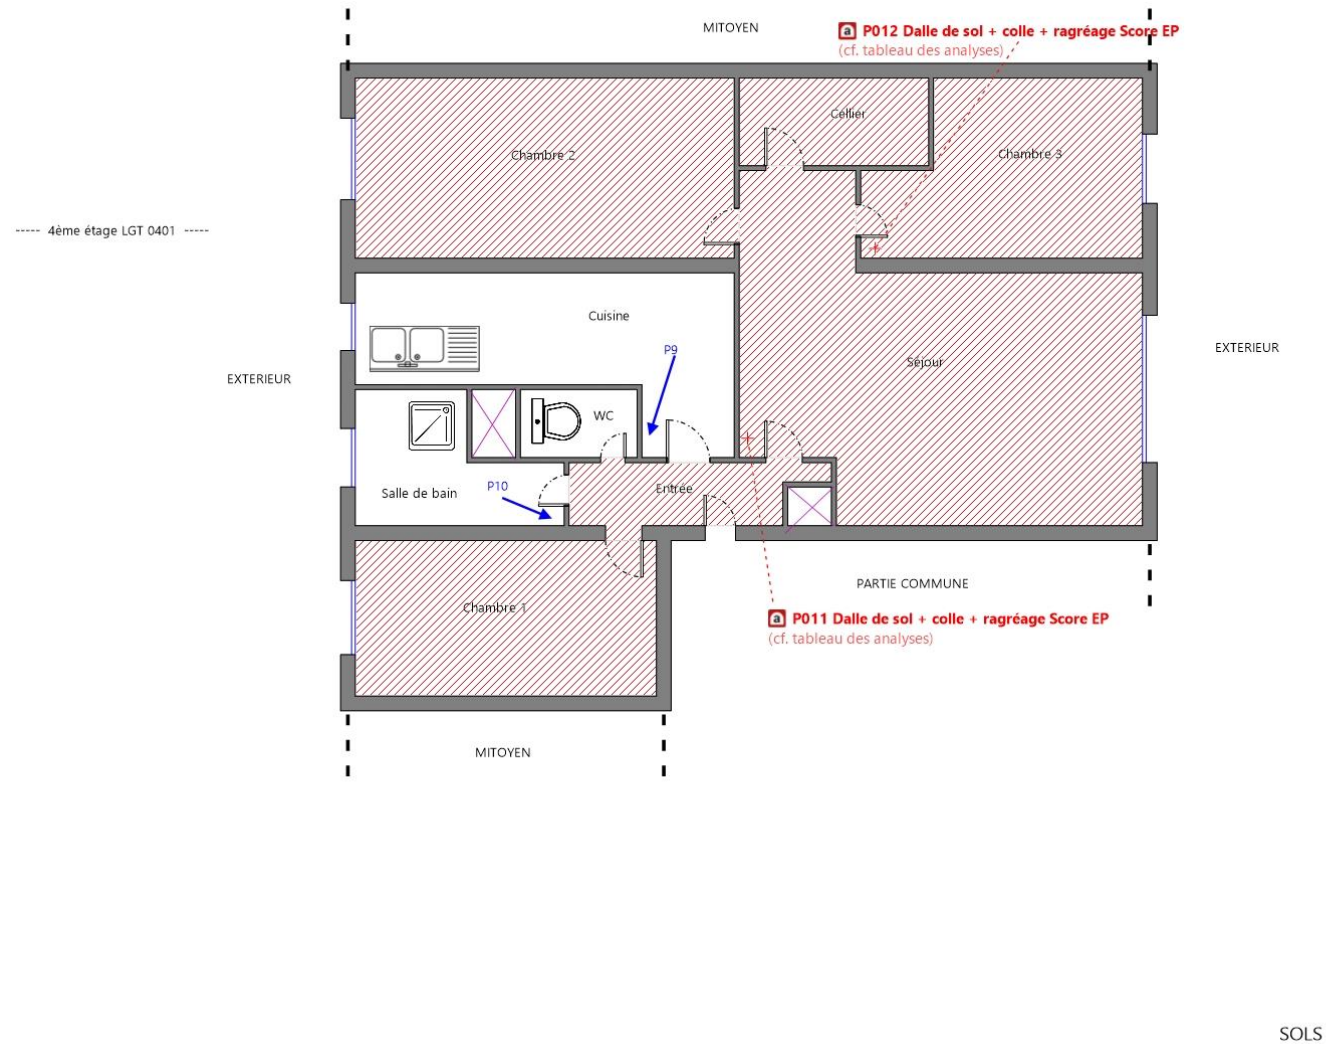 MITOYEN
a P012 Dalle de sol + colle + ragréage Score EP
(cf. tableau des analyses)
Cellier
Chambre 2
Chambre 3
----- 4ème étage LGT 0401 -----
Cuisine
P9
EXTERIEUR
Séjour
EXTERIEUR
WC
P10
Entrée
Salle de bain
PARTIE COMMUNE
Chambre 1
a P011 Dalle de sol + colle + ragréage Score EP
(cf. tableau des analyses)
MITOYEN
SOLS